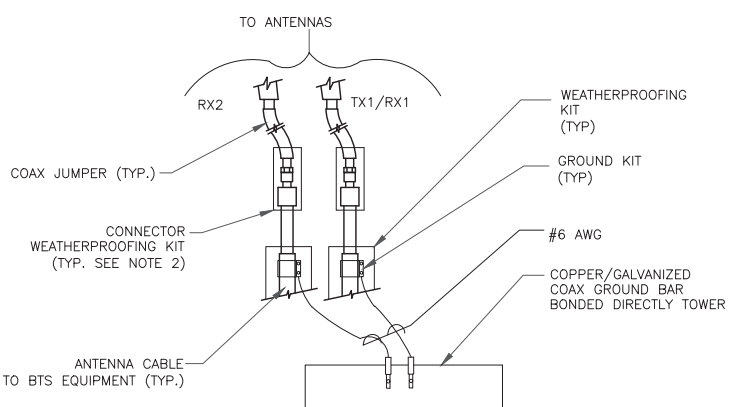 TO ANTENNAS
RX2
TX1/RX1
WEATHERPROOFING
KIT
(TYP)
GROUND KIT
(TYP)
COAX JUMPER (TYP.)
CONNECTOR
WEATHERPROOFING KIT
(TYP. SEE NOTE 2)
#6 AWG
COPPER/GALVANIZED
COAX GROUND BAR
BONDED DIRECTLY TOWER
ANTENNA CABLE
TO BTS EQUIPMENT (TYP.)